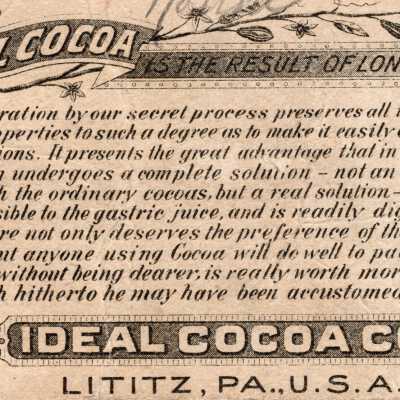 L COCOA
IS THE RESULT OF LON
ration by our secret process preserves all t
operties to such a degree as to make it easily d
ions. It presents the great advantage that in
n undergoes a complete solution – not an
h the ordinary cocoas, but a real solution –
sible to the gastric juice, and is readily dig
re not only deserves the preference of th
ut anyone using Cocoa will do well to pa
without being dearer, is really worth mor
h hitherto he may have been accustomed
IDEAL COCOA CO
LITITZ, PA., U.S.A.